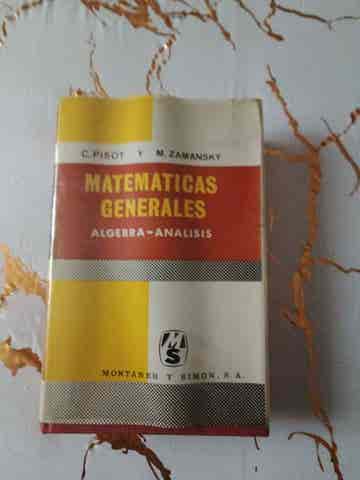 C. PISOT Y M. ZAMANSKY
MATEMATICAS
GENERALES
ALGEBRA-ANALISIS
MS
MONTANER Y SIMON, S. A.